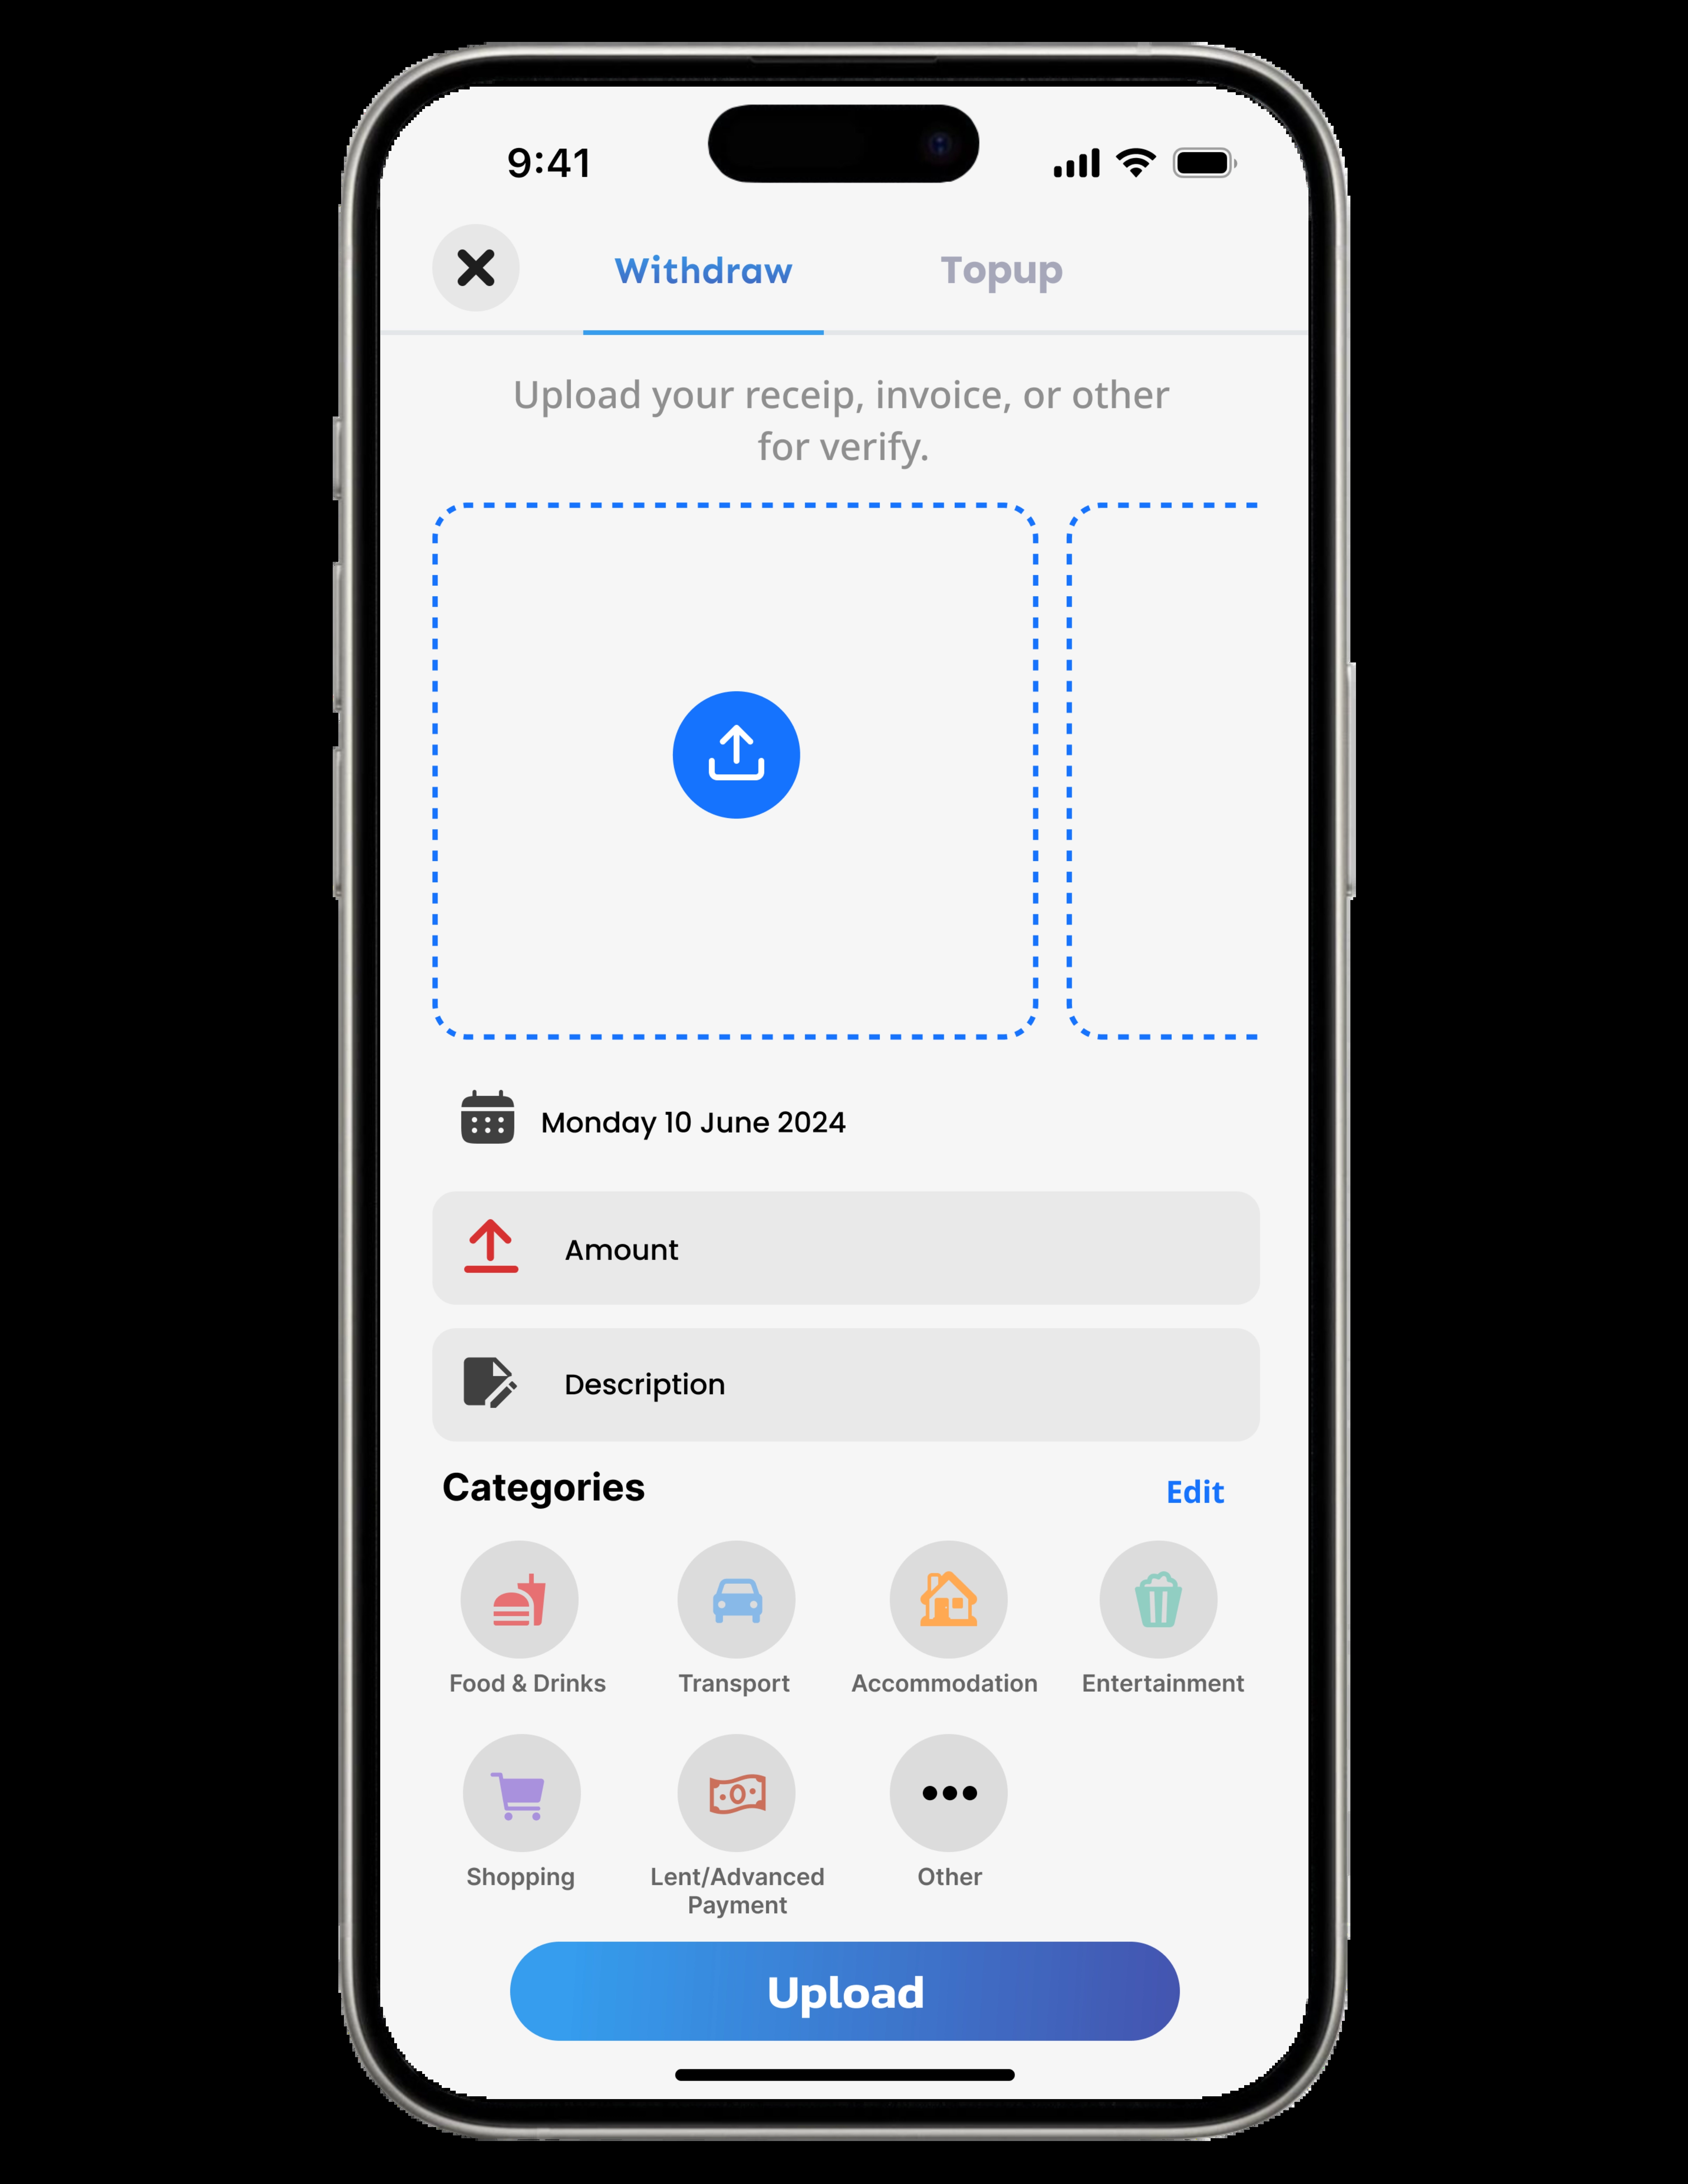 9:41
Withdraw Topup
Upload your receip, invoice, or other
for verify.
Monday 10 June 2024
Amount
Description
Categories Edit
Food & Drinks Transport Accommodation Entertainment
Shopping Lent/Advanced Other
Payment
Upload